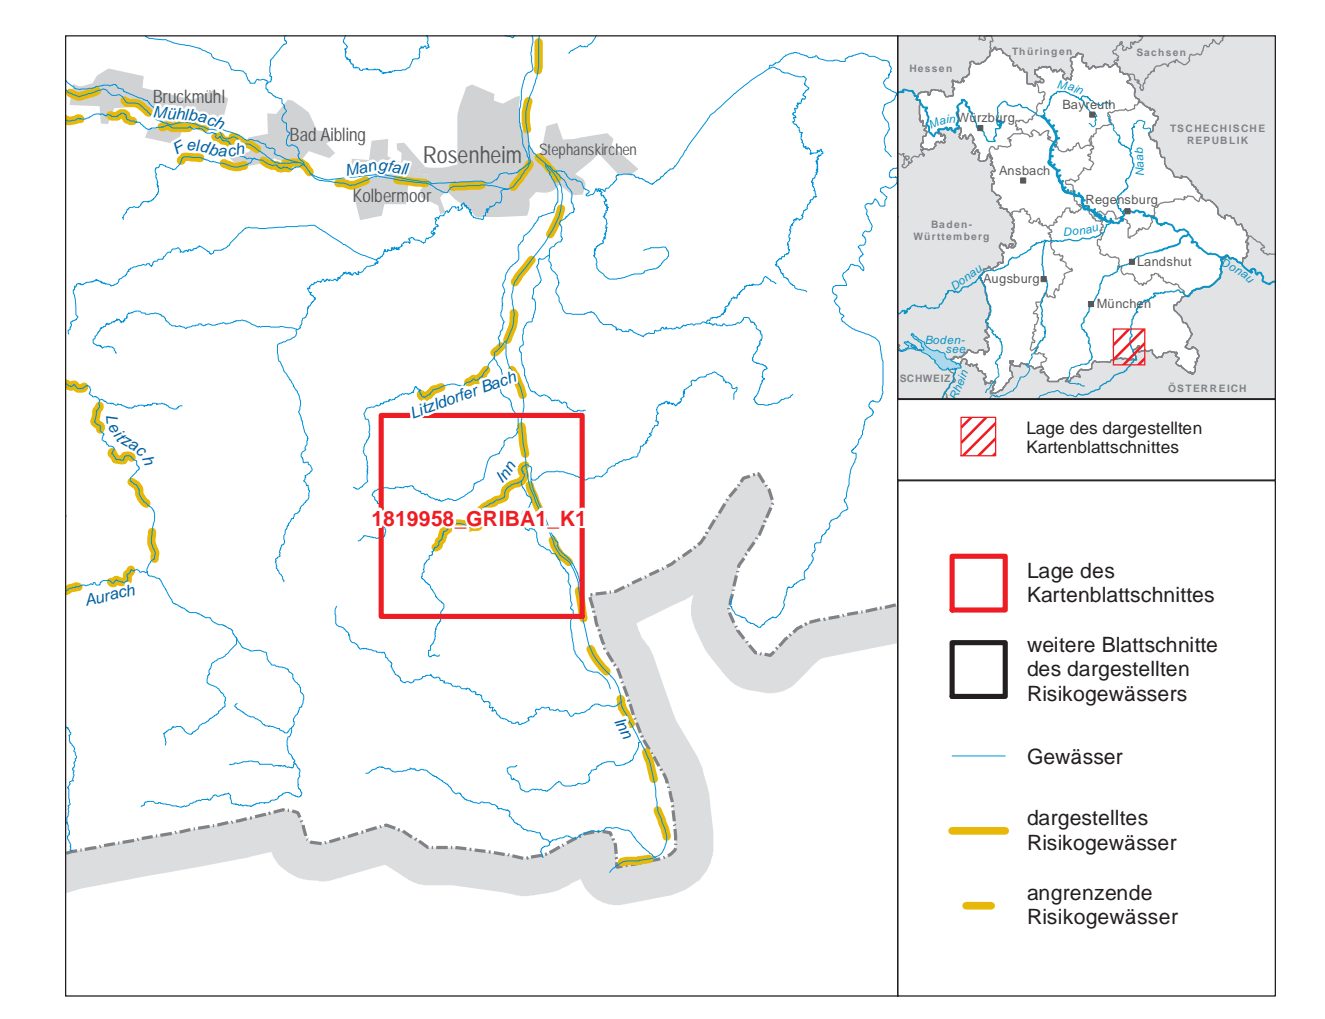 Bruckmühl
Mühlbach
Feldbach
Bad Aibling
Mangfall
Kolbermoor
Rosenheim
Stephanskirchen
Litzldorfer Bach
Leitzach
Aurach
Inn
1819958_GRIBA1_K1
Inn
Thüringen
Sachsen
Hessen
Main
Bayreuth
Main
Würzburg
TSCHECHISCHE
REPUBLIK
Naab
Ansbach
Regensburg
Baden-
Württemberg
Donau
Landshut
Donau
Donau
Augsburg
München
Boden-
see
SCHWEIZ
Rhein
ÖSTERREICH
Lage des dargestellten
Kartenblattschnittes
Lage des
Kartenblattschnittes
weitere Blattschnitte
des dargestellten
Risikogewässers
Gewässer
dargestelltes
Risikogewässer
angrenzende
Risikogewässer